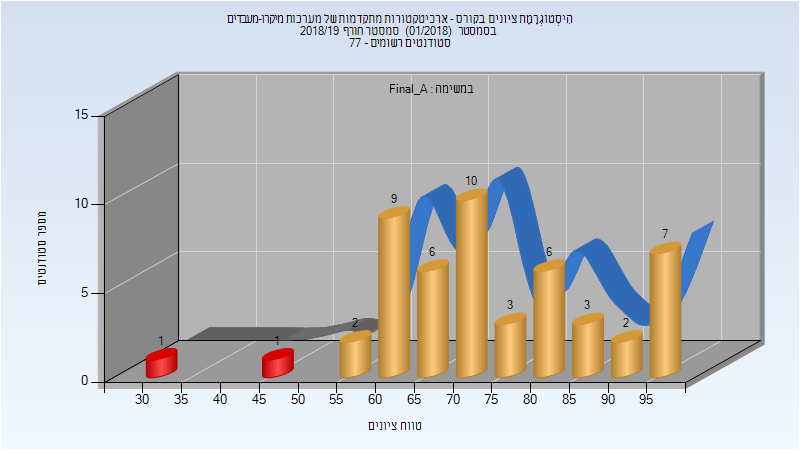 היסטוגרמת ציונים בקורס - ארכיטקטורות מתקדמות של מערכות מיקרו-מעבדים
בסמסטר (01/2018) סמסטר חורף 2018/19
סטודנטים רשומים - 77
במשימה : Final_A
15
10
5
0
מספר סטודנטים
1
1
2
9
6
10
3
6
3
2
7
30 35 40 45 50 55 60 65 70 75 80 85 90 95
טווח ציונים